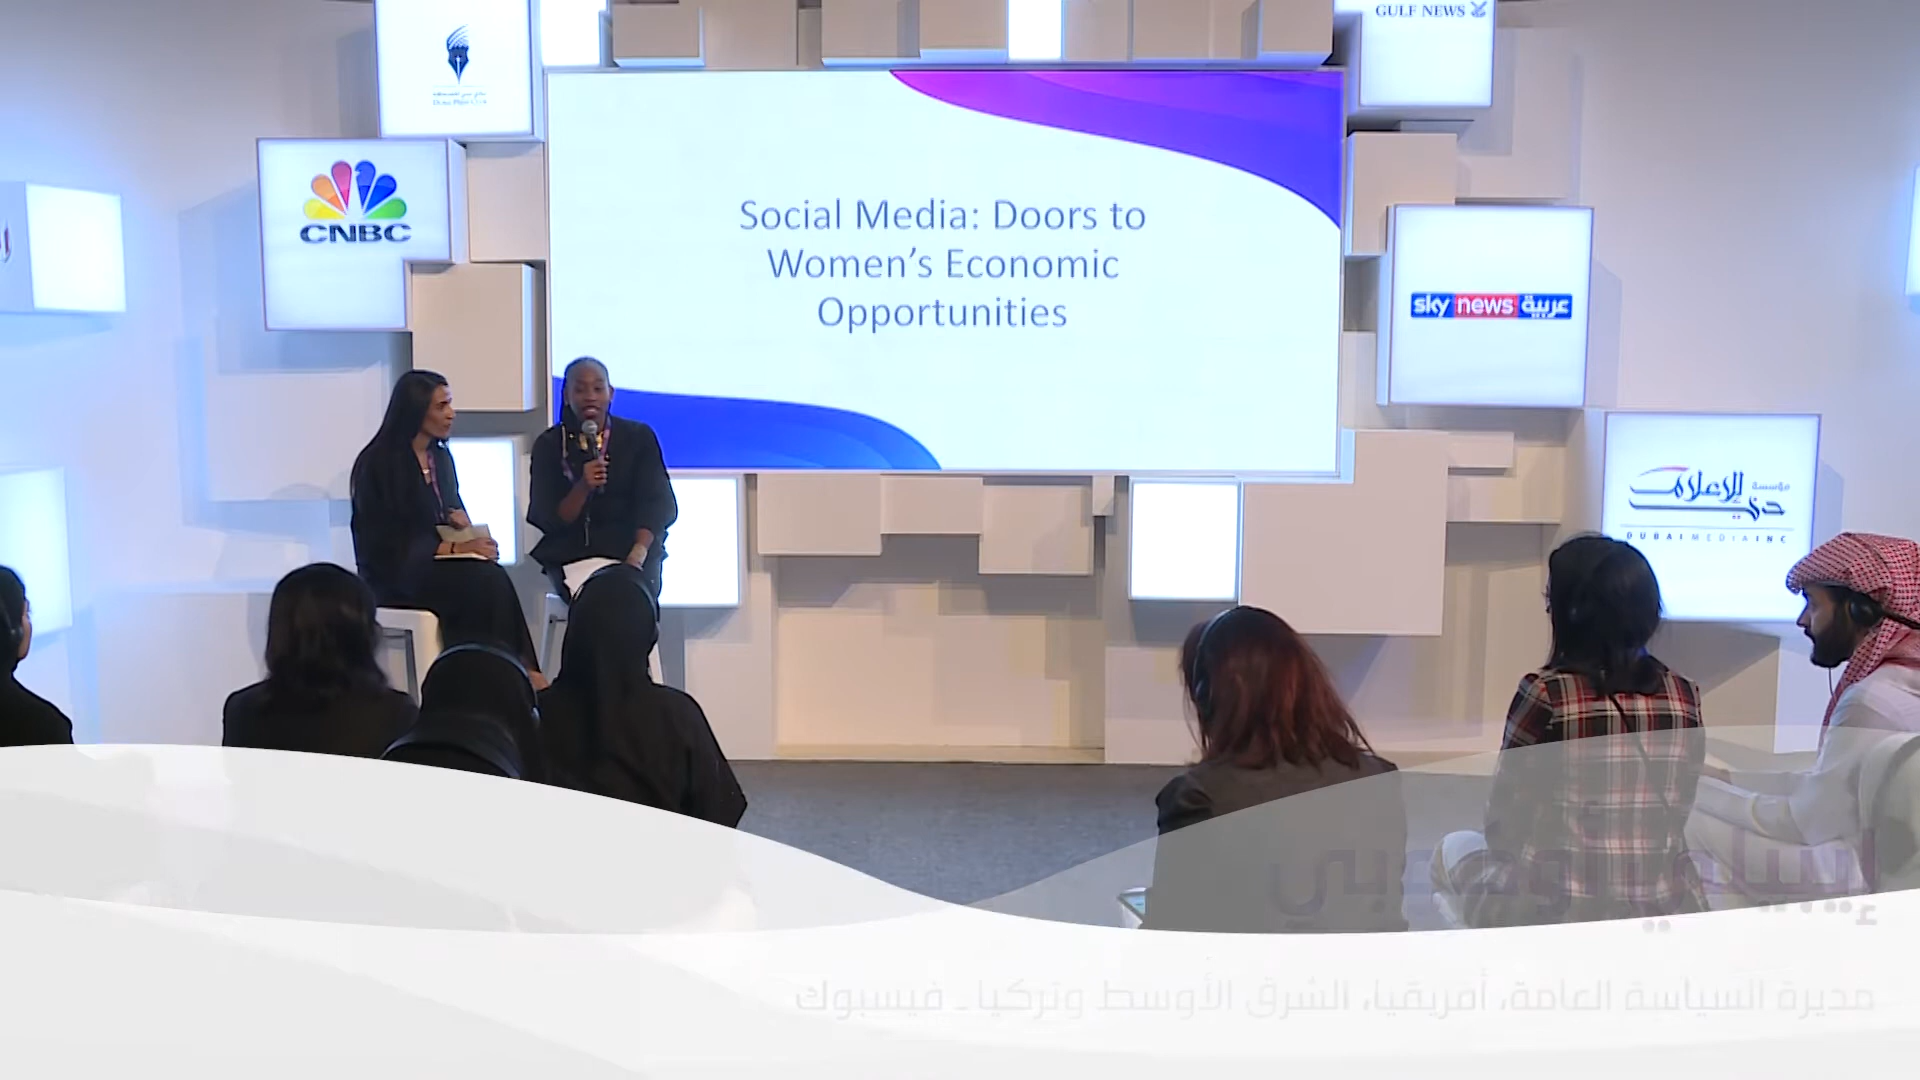 GULF NEWS
CNBC
Social Media: Doors to
Women's Economic
Opportunities
sky news عربية
مؤسسة
دبي للإعلام
DUBAI MEDIA INC
مديرة السياسة العامة، أفريقيا، الشرق الأوسط وتركيا - فيسبوك